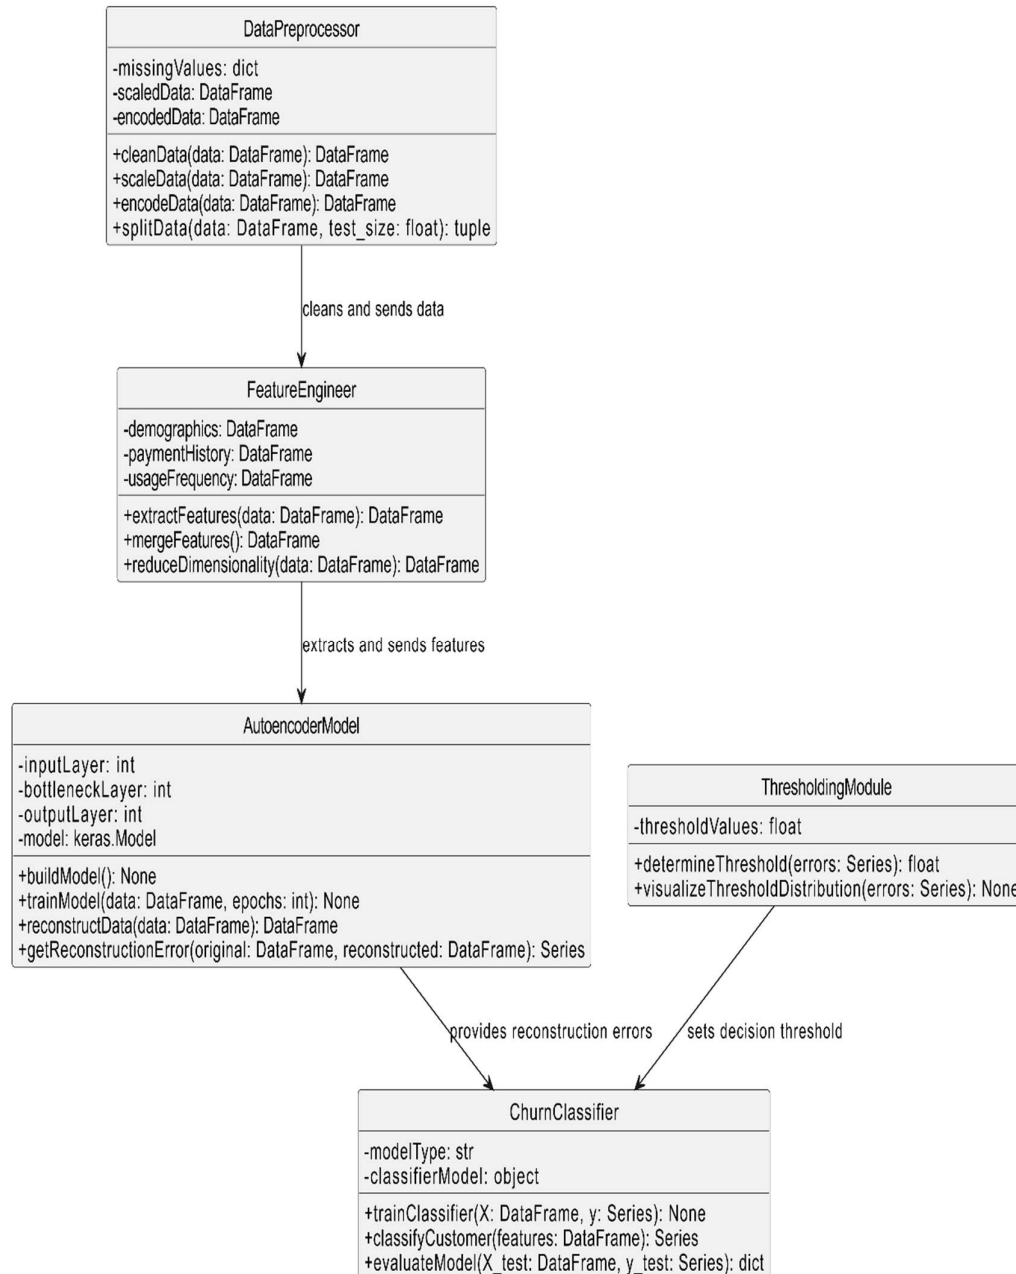 DataPreprocessor
-missingValues: dict
-scaledData: DataFrame
-encodedData: DataFrame
+cleanData(data: DataFrame): DataFrame
+scaleData(data: DataFrame): DataFrame
+encodeData(data: DataFrame): DataFrame
+splitData(data: DataFrame, test_size: float): tuple
cleans and sends data
FeatureEngineer
-demographics: DataFrame
-paymentHistory: DataFrame
-usageFrequency: DataFrame
+extractFeatures(data: DataFrame): DataFrame
+mergeFeatures(): DataFrame
+reduceDimensionality(data: DataFrame): DataFrame
extracts and sends features
AutoencoderModel
-inputLayer: int
-bottleneckLayer: int
-outputLayer: int
-model: keras.Model
+buildModel(): None
+trainModel(data: DataFrame, epochs: int): None
+reconstructData(data: DataFrame): DataFrame
+getReconstructionError(original: DataFrame, reconstructed: DataFrame): Series
ThresholdingModule
-thresholdValues: float
+determineThreshold(errors: Series): float
+visualizeThresholdDistribution(errors: Series): None
provides reconstruction errors
sets decision threshold
ChurnClassifier
-modelType: str
-classifierModel: object
+trainClassifier(X: DataFrame, y: Series): None
+classifyCustomer(features: DataFrame): Series
+evaluateModel(X_test: DataFrame, y_test: Series): dict